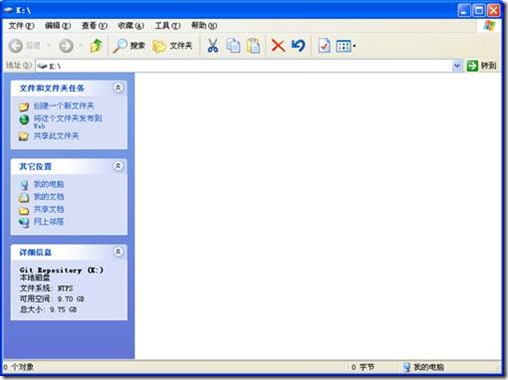 K:\
文件(F) 编辑(E) 查看(V) 收藏(A) 工具(T) 帮助(H)
后退 搜索 文件夹
地址(D) K:\ 转到
文件和文件夹任务
创建一个新文件夹
将这个文件夹发布到
Web
共享此文件夹
其它位置
我的电脑
我的文档
共享文档
网上邻居
详细信息
Git Repository (K:)
本地磁盘
文件系统: NTFS
可用空间: 9.70 GB
总大小: 9.75 GB
0 个对象 0 字节 我的电脑